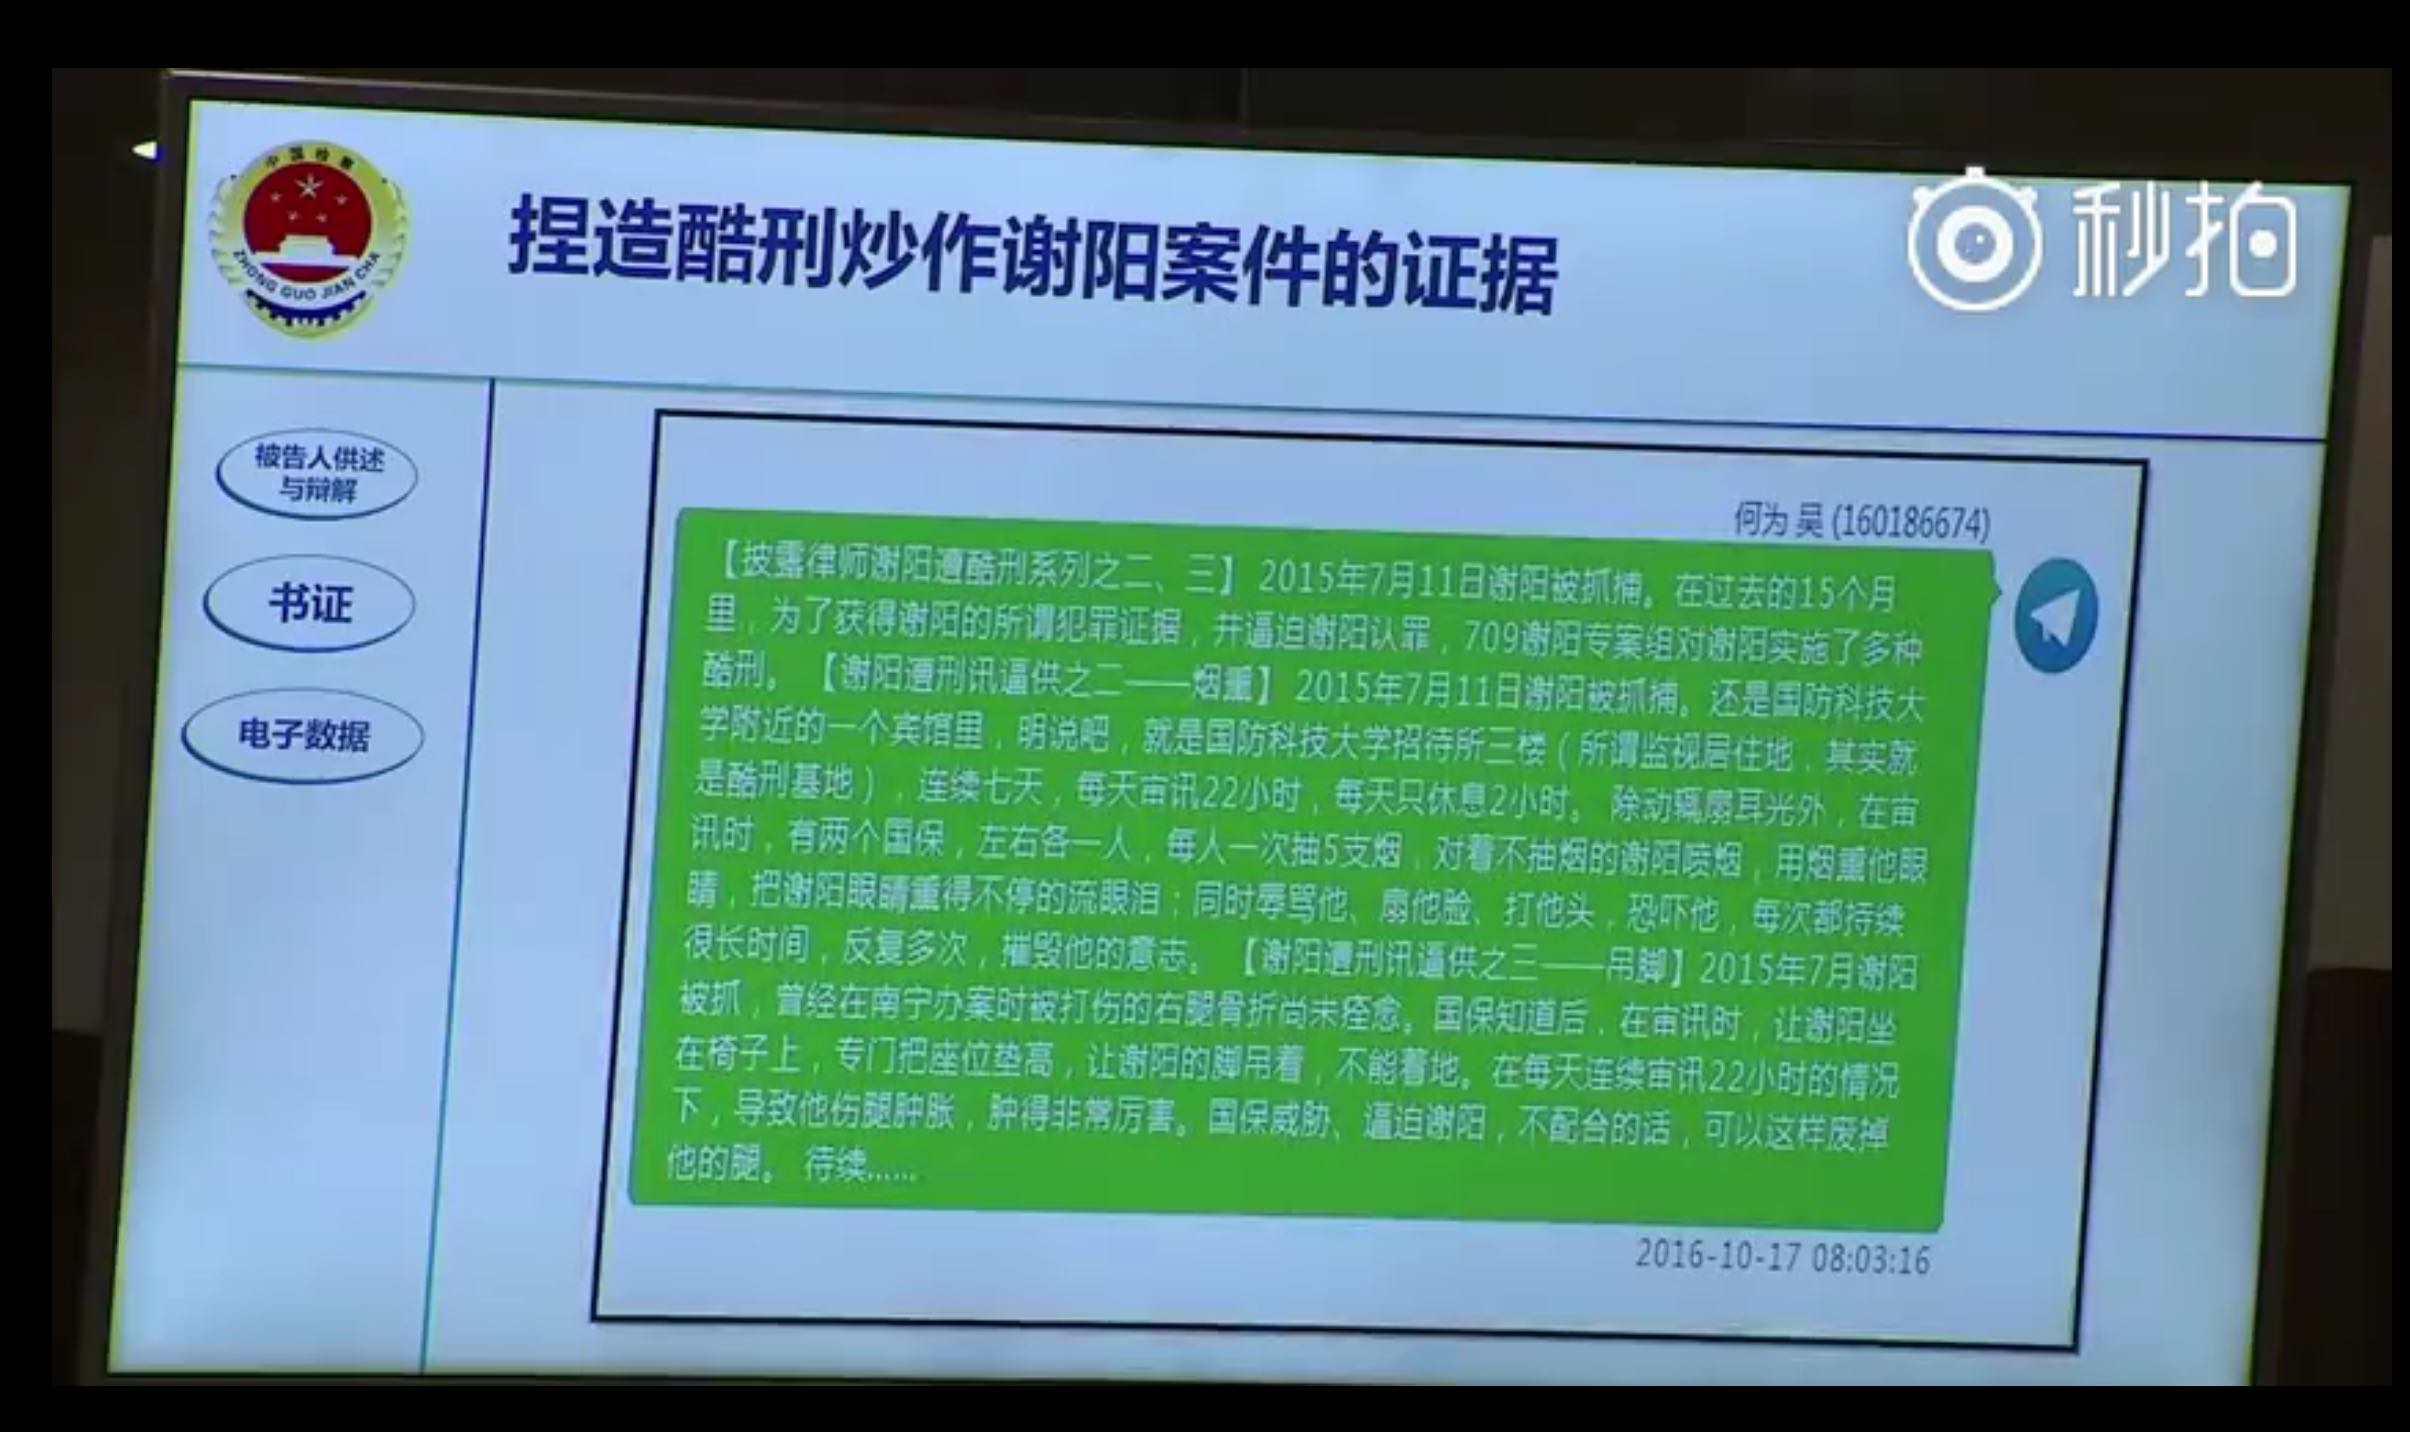 中国检察
ZHONG GUO JIAN CHA
捏造酷刑炒作谢阳案件的证据
秒拍
被告人供述
与辩解
书证
电子数据
何为 吴 (160186674)
【披露律师谢阳遭酷刑系列之二、三】 2015年7月11日谢阳被抓捕。在过去的15个月
里，为了获得谢阳的所谓犯罪证据，并逼迫谢阳认罪，709谢阳专案组对谢阳实施了多种
酷刑。 【谢阳遭刑讯逼供之二——烟熏】 2015年7月11日谢阳被抓捕。还是国防科技大
学附近的一个宾馆里，明说吧，就是国防科技大学招待所三楼（所谓监视居住地，其实就
是酷刑基地），连续七天，每天审讯22小时，每天只休息2小时。 除动辄扇耳光外，在审
讯时，有两个国保，左右各一人，每人一次抽5支烟，对着不抽烟的谢阳喷烟，用烟熏他眼
睛，把谢阳眼睛熏得不停的流眼泪；同时辱骂他、扇他脸、打他头，恐吓他，每次都持续
很长时间，反复多次，摧毁他的意志。 【谢阳遭刑讯逼供之三——吊脚】2015年7月谢阳
被抓，曾经在南宁办案时被打伤的右腿骨折尚未痊愈。国保知道后，在审讯时，让谢阳坐
在椅子上，专门把座位垫高，让谢阳的脚吊着，不能着地。在每天连续审讯22小时的情况
下，导致他伤腿肿胀，肿得非常厉害。国保威胁、逼迫谢阳，不配合的话，可以这样废掉
他的腿。 待续......
2016-10-17 08:03:16